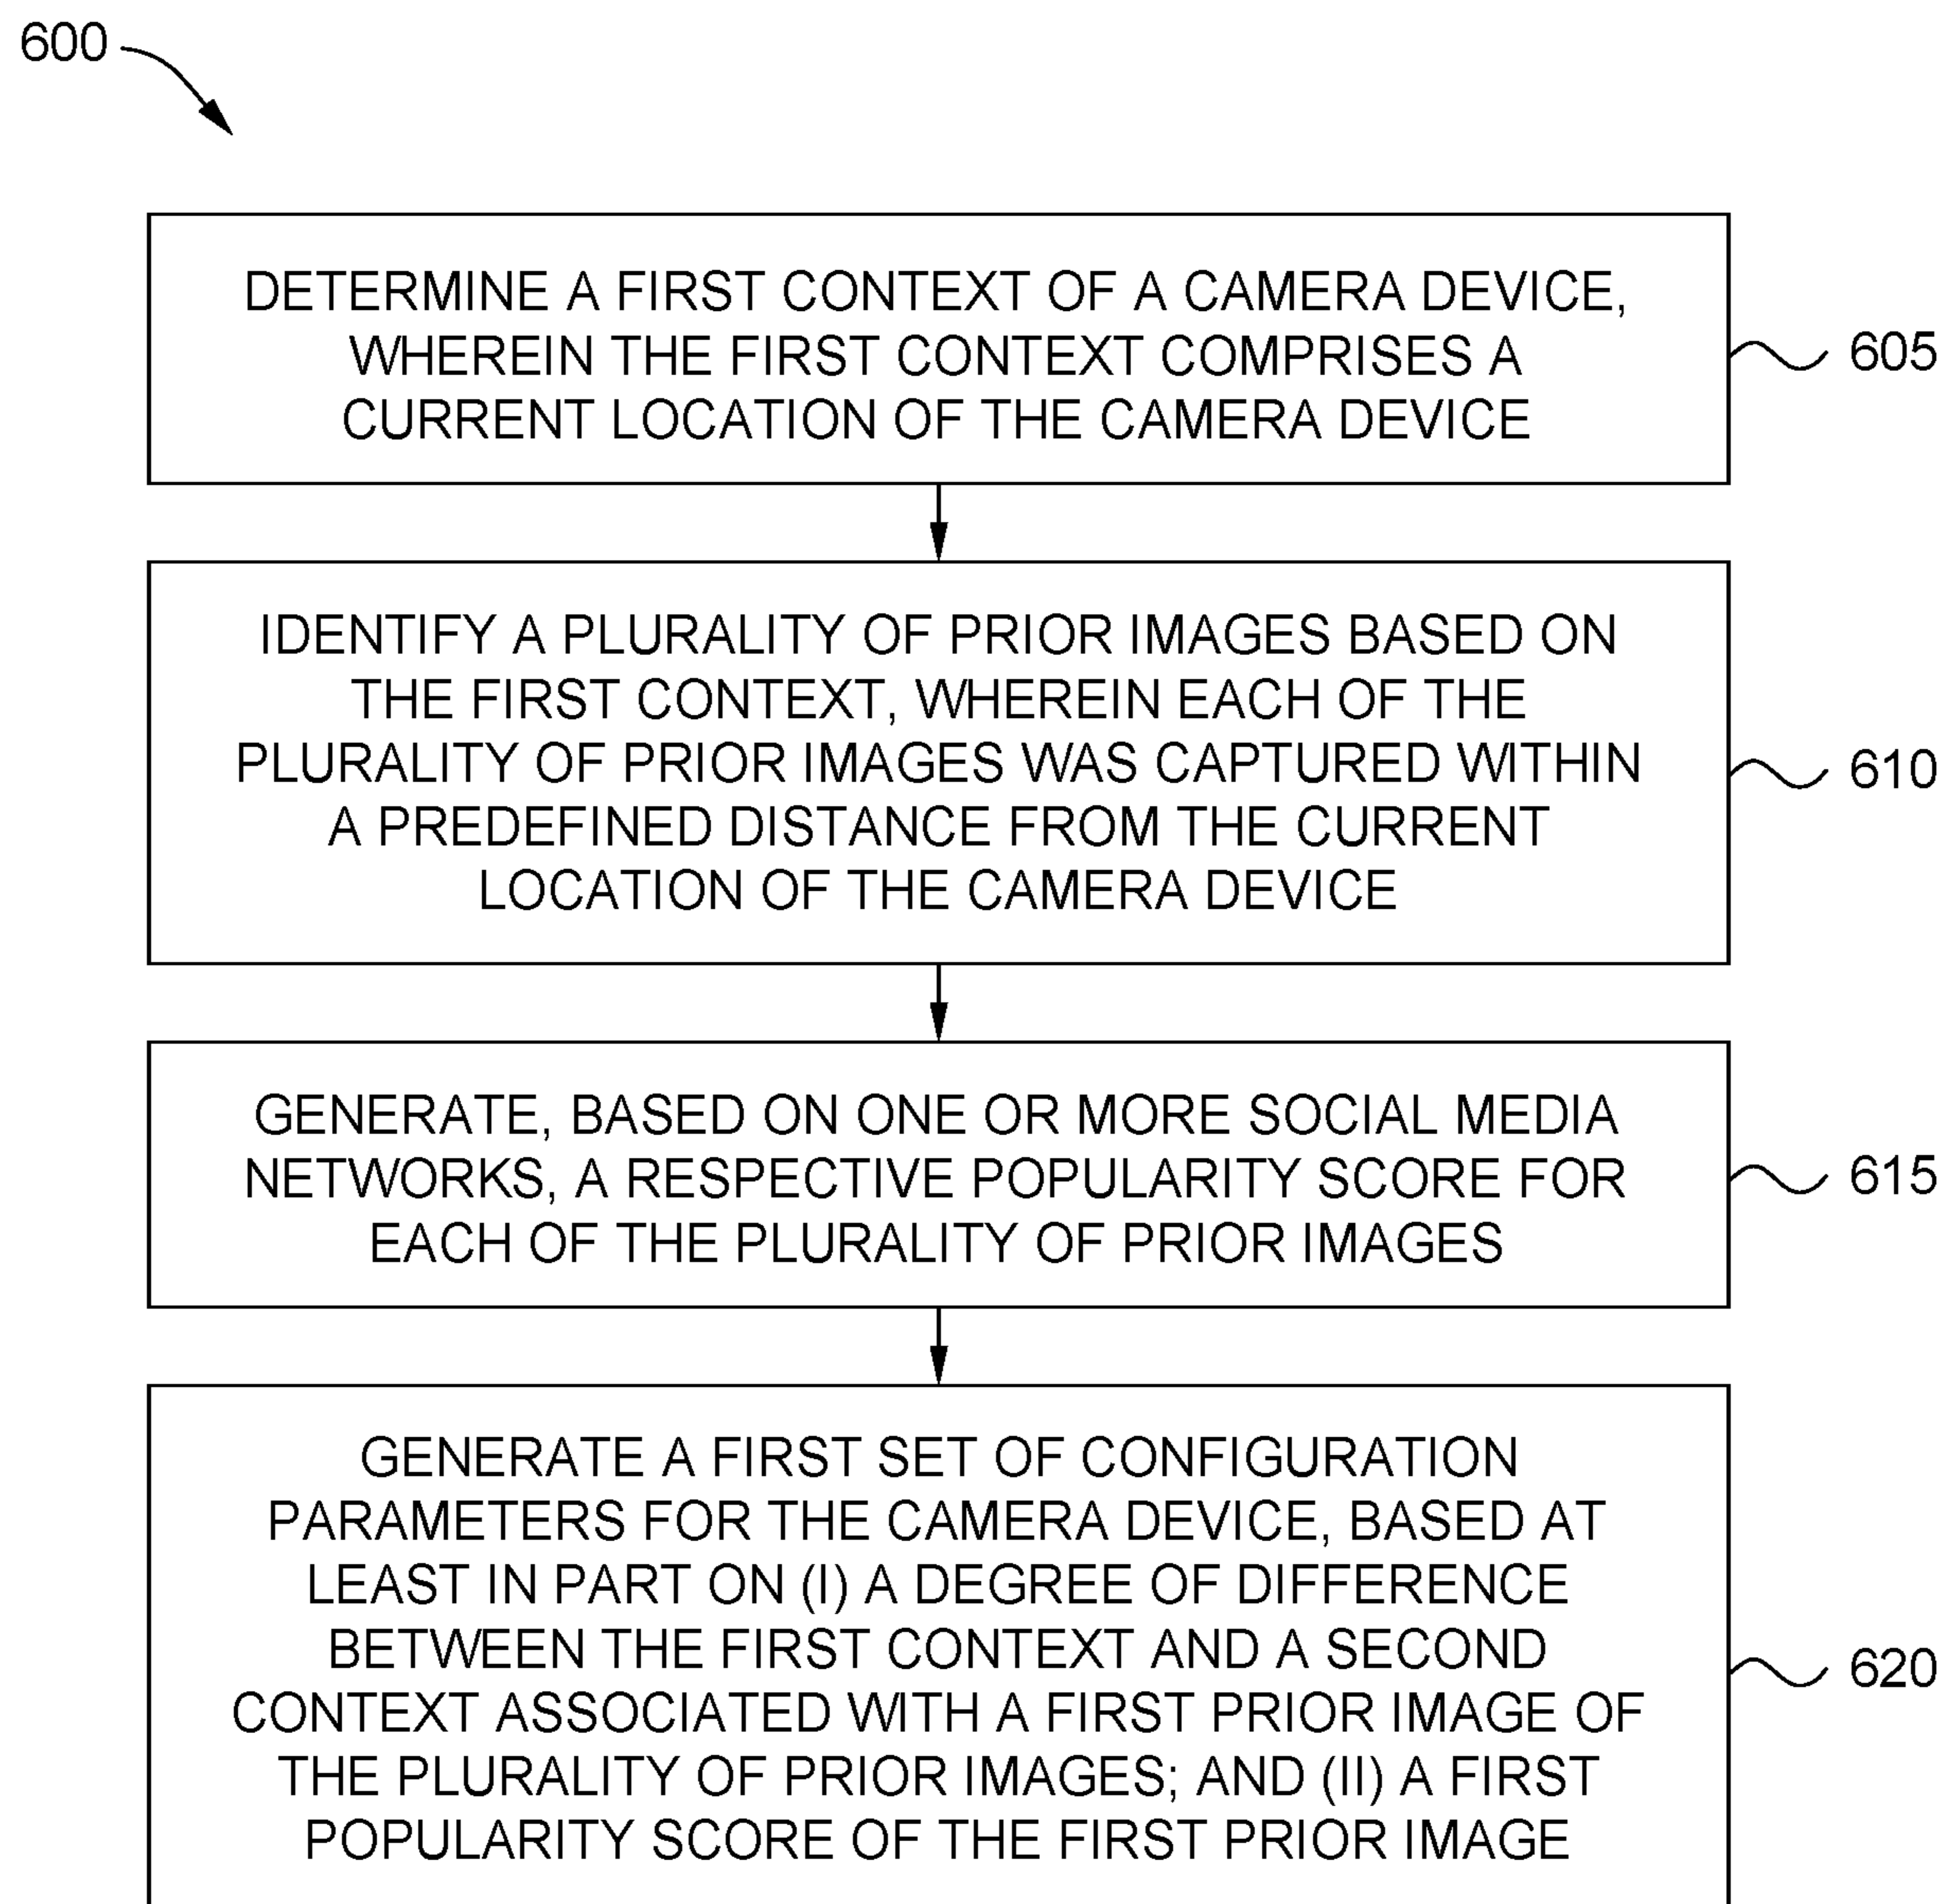 600
DETERMINE A FIRST CONTEXT OF A CAMERA DEVICE,
WHEREIN THE FIRST CONTEXT COMPRISES A
CURRENT LOCATION OF THE CAMERA DEVICE
605
IDENTIFY A PLURALITY OF PRIOR IMAGES BASED ON
THE FIRST CONTEXT, WHEREIN EACH OF THE
PLURALITY OF PRIOR IMAGES WAS CAPTURED WITHIN
A PREDEFINED DISTANCE FROM THE CURRENT
LOCATION OF THE CAMERA DEVICE
610
GENERATE, BASED ON ONE OR MORE SOCIAL MEDIA
NETWORKS, A RESPECTIVE POPULARITY SCORE FOR
EACH OF THE PLURALITY OF PRIOR IMAGES
615
GENERATE A FIRST SET OF CONFIGURATION
PARAMETERS FOR THE CAMERA DEVICE, BASED AT
LEAST IN PART ON (I) A DEGREE OF DIFFERENCE
BETWEEN THE FIRST CONTEXT AND A SECOND
CONTEXT ASSOCIATED WITH A FIRST PRIOR IMAGE OF
THE PLURALITY OF PRIOR IMAGES; AND (II) A FIRST
POPULARITY SCORE OF THE FIRST PRIOR IMAGE
620